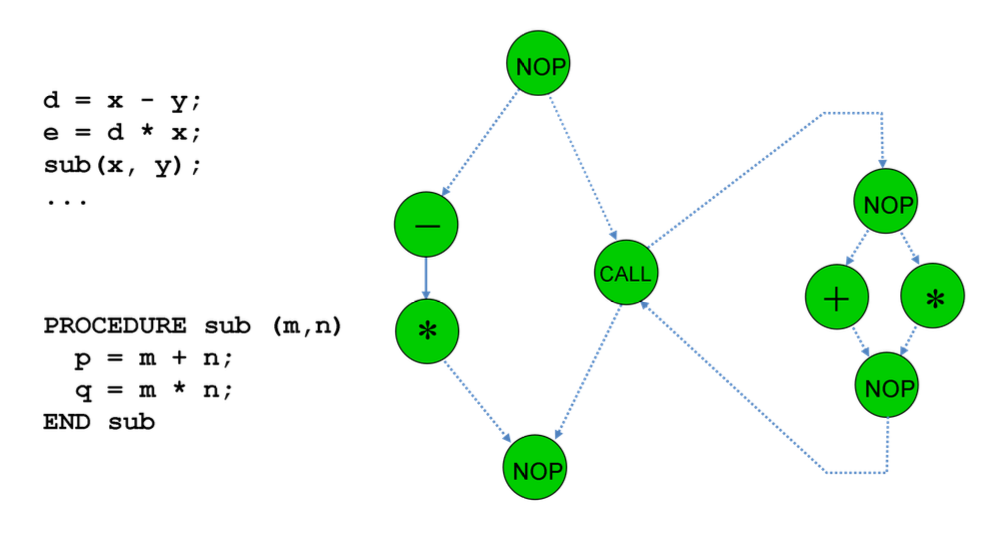 d = x - y;
e = d * x;
sub(x, y);
...
PROCEDURE sub (m,n)
p = m + n;
q = m * n;
END sub
NOP
−
*
NOP
CALL
NOP
+
*
NOP